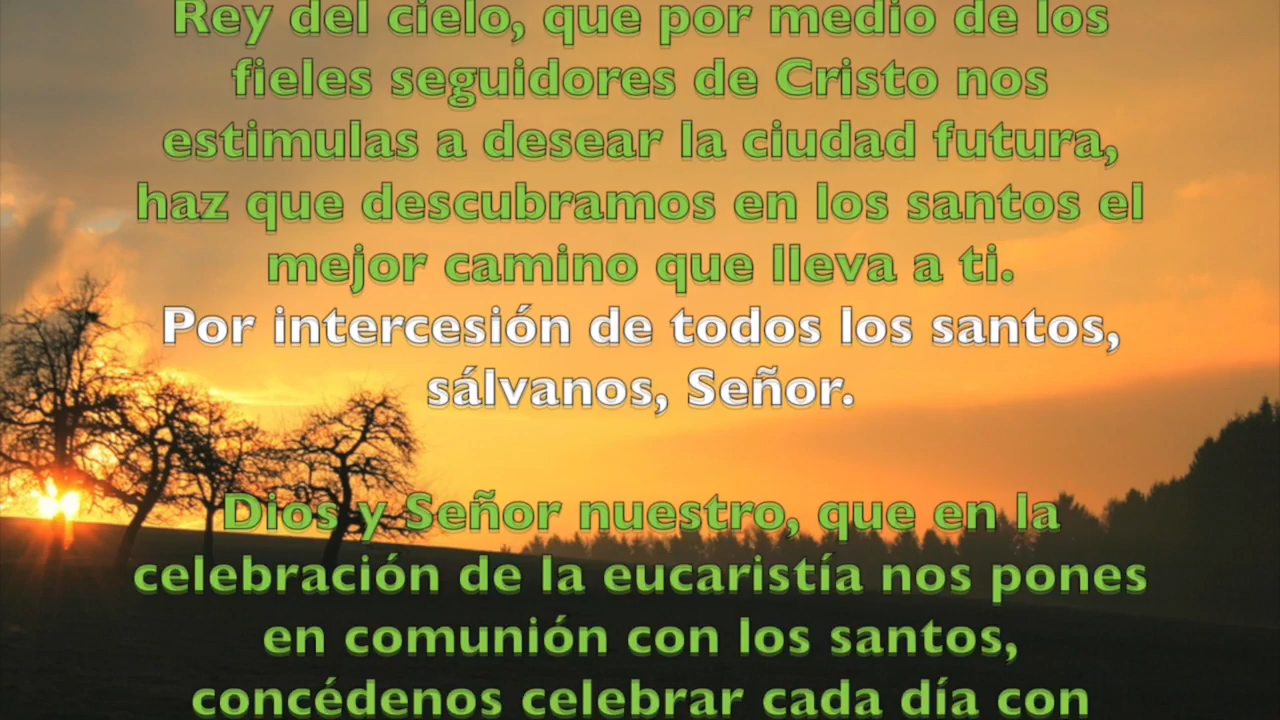 Rey del cielo, que por medio de los
fieles seguidores de Cristo nos
estimulas a desear la ciudad futura,
haz que descubramos en los santos el
mejor camino que lleva a ti.
Por intercesión de todos los santos,
sálvanos, Señor.
Dios y Señor nuestro, que en la
celebración de la eucaristía nos pones
en comunión con los santos,
concédenos celebrar cada día con